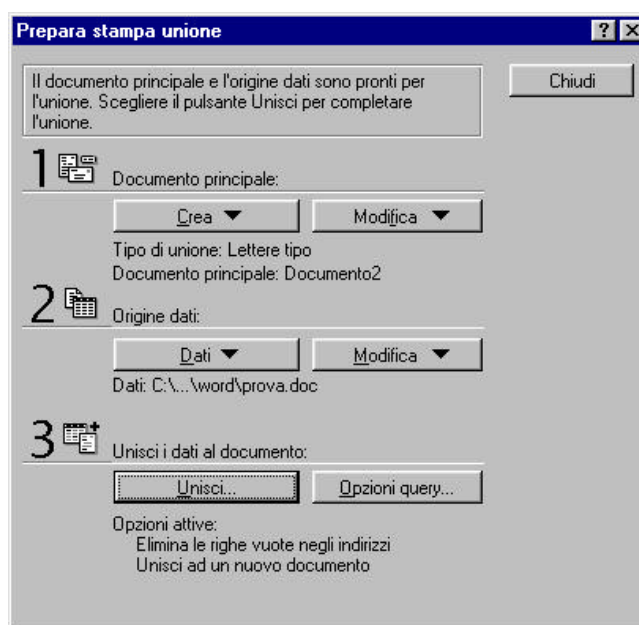 Prepara stampa unione
Il documento principale e l'origine dati sono pronti per
l'unione. Scegliere il pulsante Unisci per completare
l'unione.
Chiudi
1
Documento principale:
Crea Modifica
Tipo di unione: Lettere tipo
Documento principale: Documento2
2
Origine dati:
Dati Modifica
Dati: C:\...\word\prova.doc
3
Unisci i dati al documento:
Unisci... Opzioni query...
Opzioni attive:
Elimina le righe vuote negli indirizzi
Unisci ad un nuovo documento